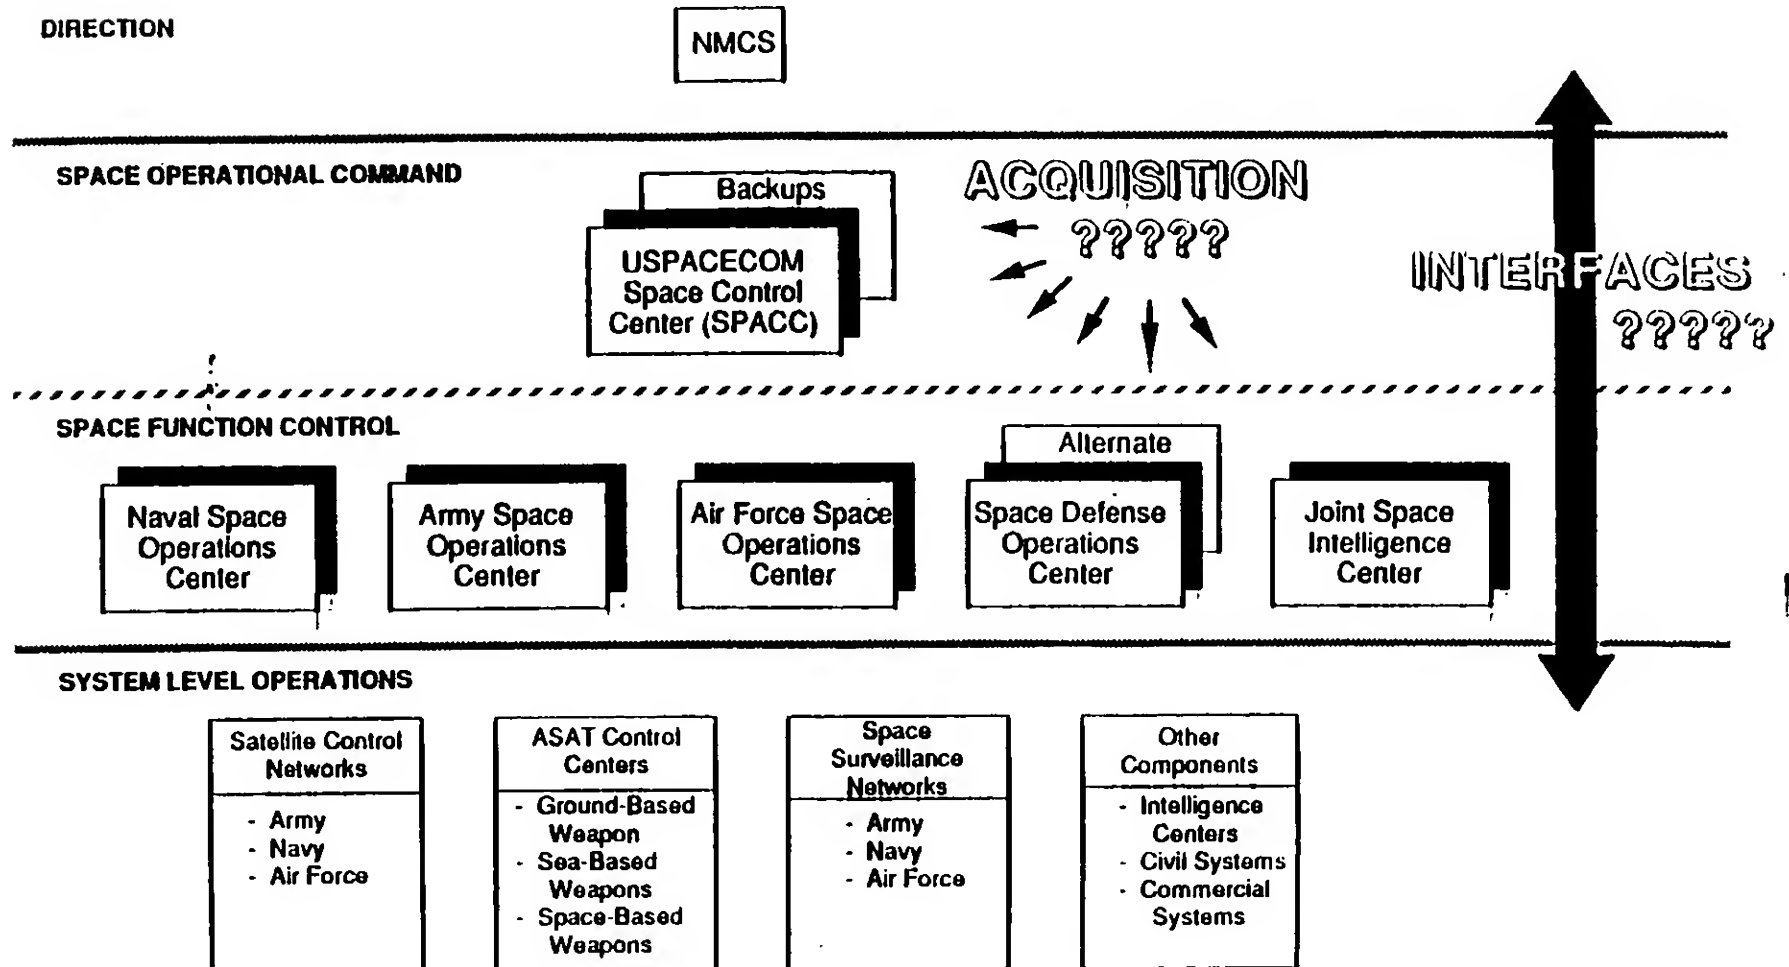 DIRECTION
NMCS
SPACE OPERATIONAL COMMAND
Backups
USPACECOM
Space Control
Center (SPACC)
ACQUISITION
?????
INTERFACES
?????
SPACE FUNCTION CONTROL
Naval Space
Operations
Center
Army Space
Operations
Center
Air Force Space
Operations
Center
Alternate
Space Defense
Operations
Center
Joint Space
Intelligence
Center
SYSTEM LEVEL OPERATIONS
Satellite Control
Networks
- Army
- Navy
- Air Force
ASAT Control
Centers
- Ground-Based
Weapon
- Sea-Based
Weapons
- Space-Based
Weapons
Space
Surveillance
Networks
- Army
- Navy
- Air Force
Other
Components
- Intelligence
Centers
- Civil Systems
- Commercial
Systems